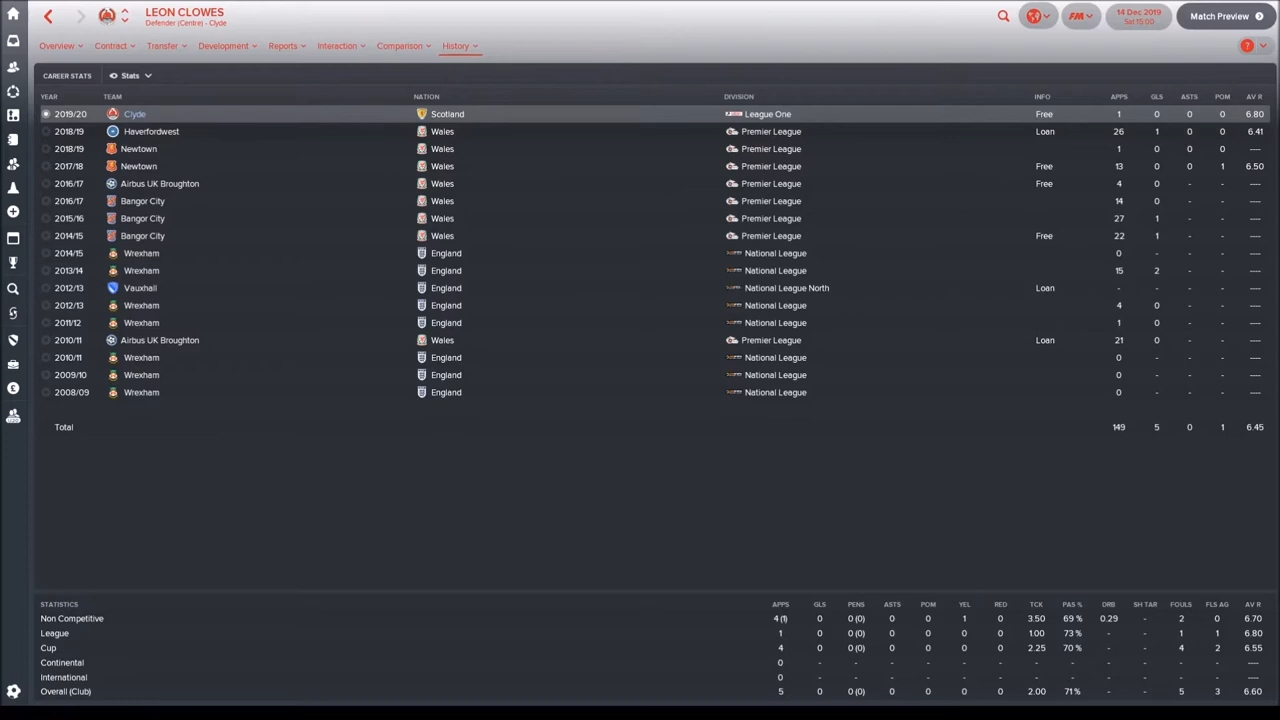 LEON CLOWES
Defender (Centre) - Clyde
14 Dec 2019
Sat 15:00
FM
Match Preview
Overview Contract Transfer Development Reports Interaction Comparison History
?
CAREER STATS Stats
YEAR TEAM NATION DIVISION INFO APPS GLS ASTS POM AV R
2019/20 Clyde Scotland League One Free 1 0 0 0 6.80
2018/19 Haverfordwest Wales Premier League Loan 26 1 0 0 6.41
2018/19 Newtown Wales Premier League 1 0 0 0 ----
2017/18 Newtown Wales Premier League Free 13 0 0 1 6.50
2016/17 Airbus UK Broughton Wales Premier League Free 4 0 - - ----
2016/17 Bangor City Wales Premier League 14 0 - - ----
2015/16 Bangor City Wales Premier League 27 1 - - ----
2014/15 Bangor City Wales Premier League Free 22 1 - - ----
2014/15 Wrexham England National League 0 - - - ----
2013/14 Wrexham England National League 15 2 - - ----
2012/13 Vauxhall England National League North Loan - - - - ----
2012/13 Wrexham England National League 4 0 - - ----
2011/12 Wrexham England National League 1 0 - - ----
2010/11 Airbus UK Broughton Wales Premier League Loan 21 0 - - ----
2010/11 Wrexham England National League 0 - - - ----
2009/10 Wrexham England National League 0 - - - ----
2008/09 Wrexham England National League 0 - - - ----
Total 149 5 0 1 6.45
STATISTICS APPS GLS PENS ASTS POM YEL RED TCK PAS % DRB SH TAR FOULS FLS AG AV R
Non Competitive 4 (1) 0 0 (0) 0 0 1 0 3.50 69 % 0.29 - 2 0 6.70
League 1 0 0 (0) 0 0 0 0 1.00 73 % - - 1 1 6.80
Cup 4 0 0 (0) 0 0 0 0 2.25 70 % - - 4 2 6.55
Continental 0 - - - - - - - - - - - - ----
International 0 - - - - - - - - - - - - ----
Overall (Club) 5 0 0 (0) 0 0 0 0 2.00 71 % - - 5 3 6.60